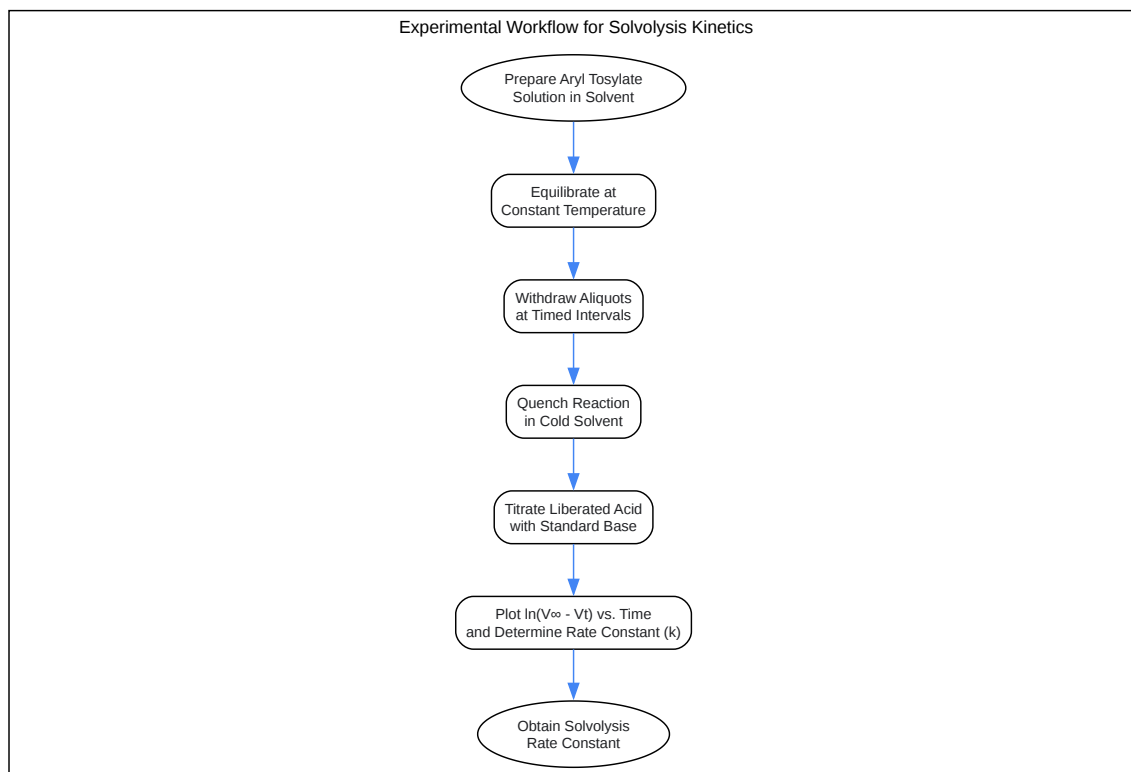 Experimental Workflow for Solvolysis Kinetics
Prepare Aryl Tosylate
Solution in Solvent
Equilibrate at
Constant Temperature
Withdraw Aliquots
at Timed Intervals
Quench Reaction
in Cold Solvent
Titrate Liberated Acid
with Standard Base
Plot ln(V∞ - Vt) vs. Time
and Determine Rate Constant (k)
Obtain Solvolysis
Rate Constant